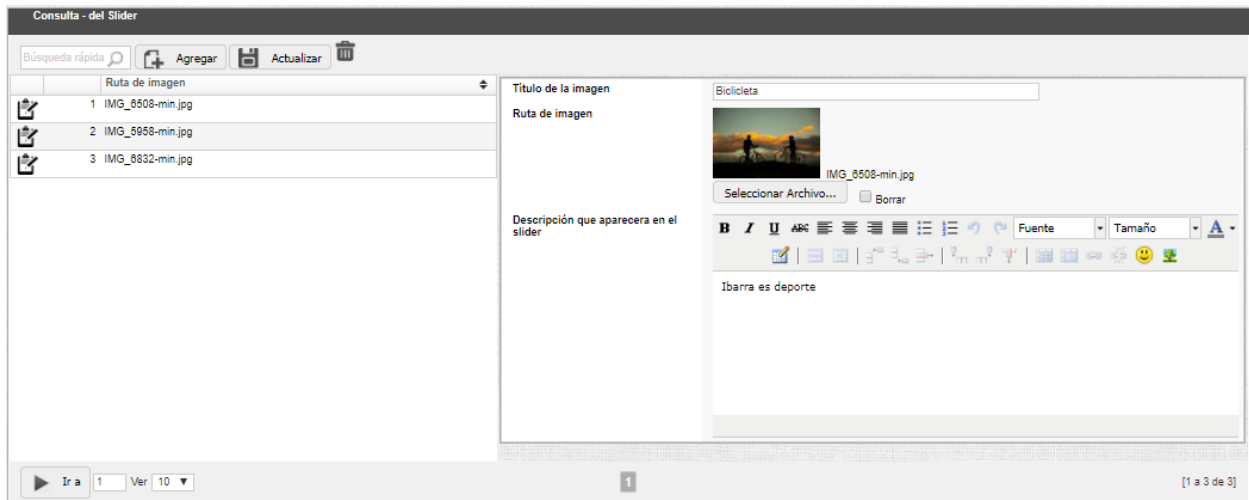 Consulta - del Slider
Búsqueda rápida
Agregar
Actualizar
Ruta de imagen
1 IMG_6508-min.jpg
2 IMG_5958-min.jpg
3 IMG_6832-min.jpg
Título de la imagen
Biclicleta
Ruta de imagen
IMG_6508-min.jpg
Seleccionar Archivo...
Borrar
Descripción que aparecera en el
slider
B I U ABC
Fuente
Tamaño
A
Ibarra es deporte
Ir a
1
Ver
10
1
[1 a 3 de 3]